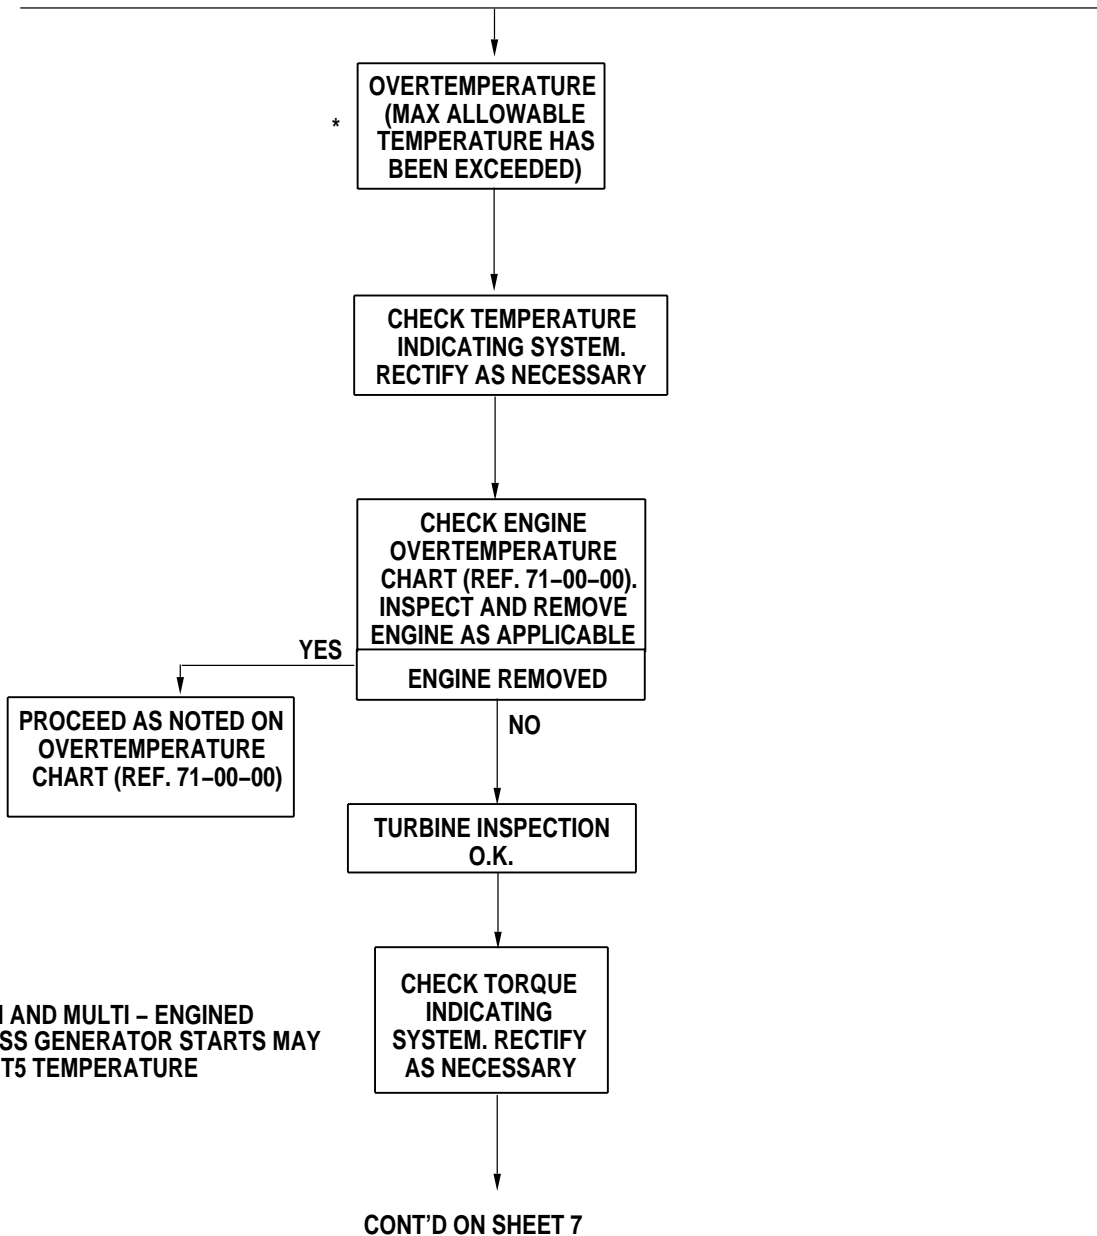 OVERTEMPERATURE
(MAX ALLOWABLE
TEMPERATURE HAS
BEEN EXCEEDED)
*
CHECK TEMPERATURE
INDICATING SYSTEM.
RECTIFY AS NECESSARY
CHECK ENGINE
OVERTEMPERATURE
CHART (REF. 71–00–00).
INSPECT AND REMOVE
ENGINE AS APPLICABLE
YES
ENGINE REMOVED
PROCEED AS NOTED ON
OVERTEMPERATURE
CHART (REF. 71–00–00)
NO
TURBINE INSPECTION
O.K.
CHECK TORQUE
INDICATING
SYSTEM. RECTIFY
AS NECESSARY
AND MULTI – ENGINED
SS GENERATOR STARTS MAY
T5 TEMPERATURE
CONT'D ON SHEET 7